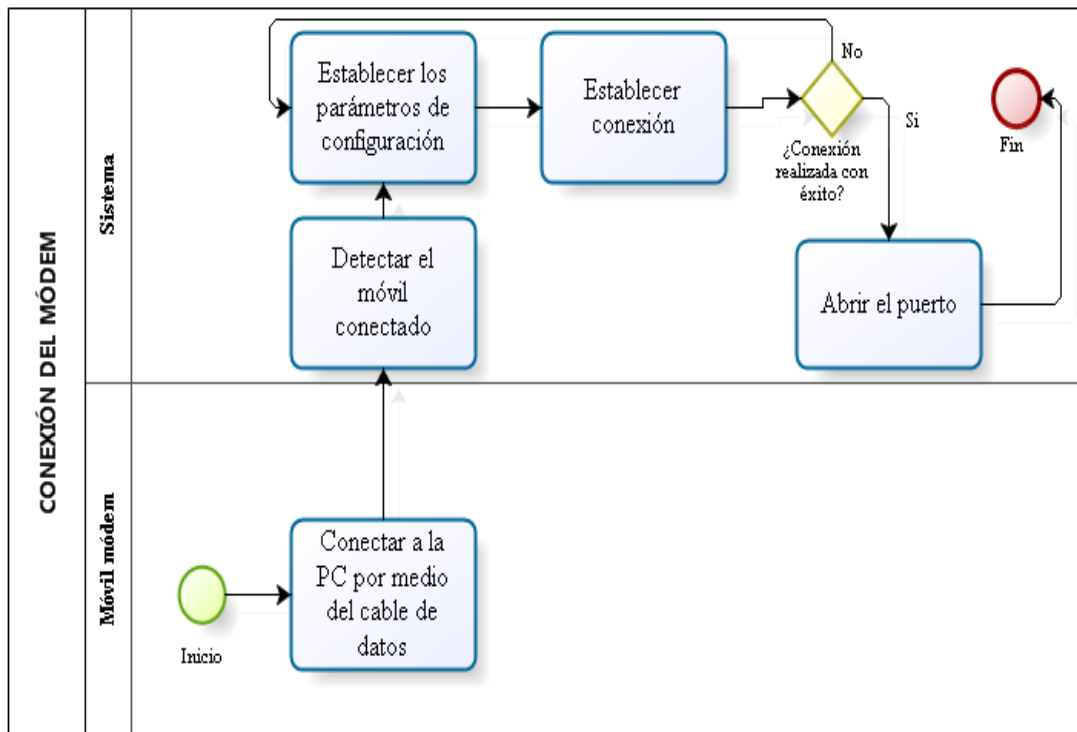 CONEXIÓN DEL MÓDEM
Sistema
Establecer los
parámetros de
configuración
Establecer
conexión
No
¿Conexión
realizada con
éxito?
Si
Fin
Detectar el
móvil
conectado
Abrir el puerto
Móvil módem
Inicio
Conectar a la
PC por medio
del cable de
datos